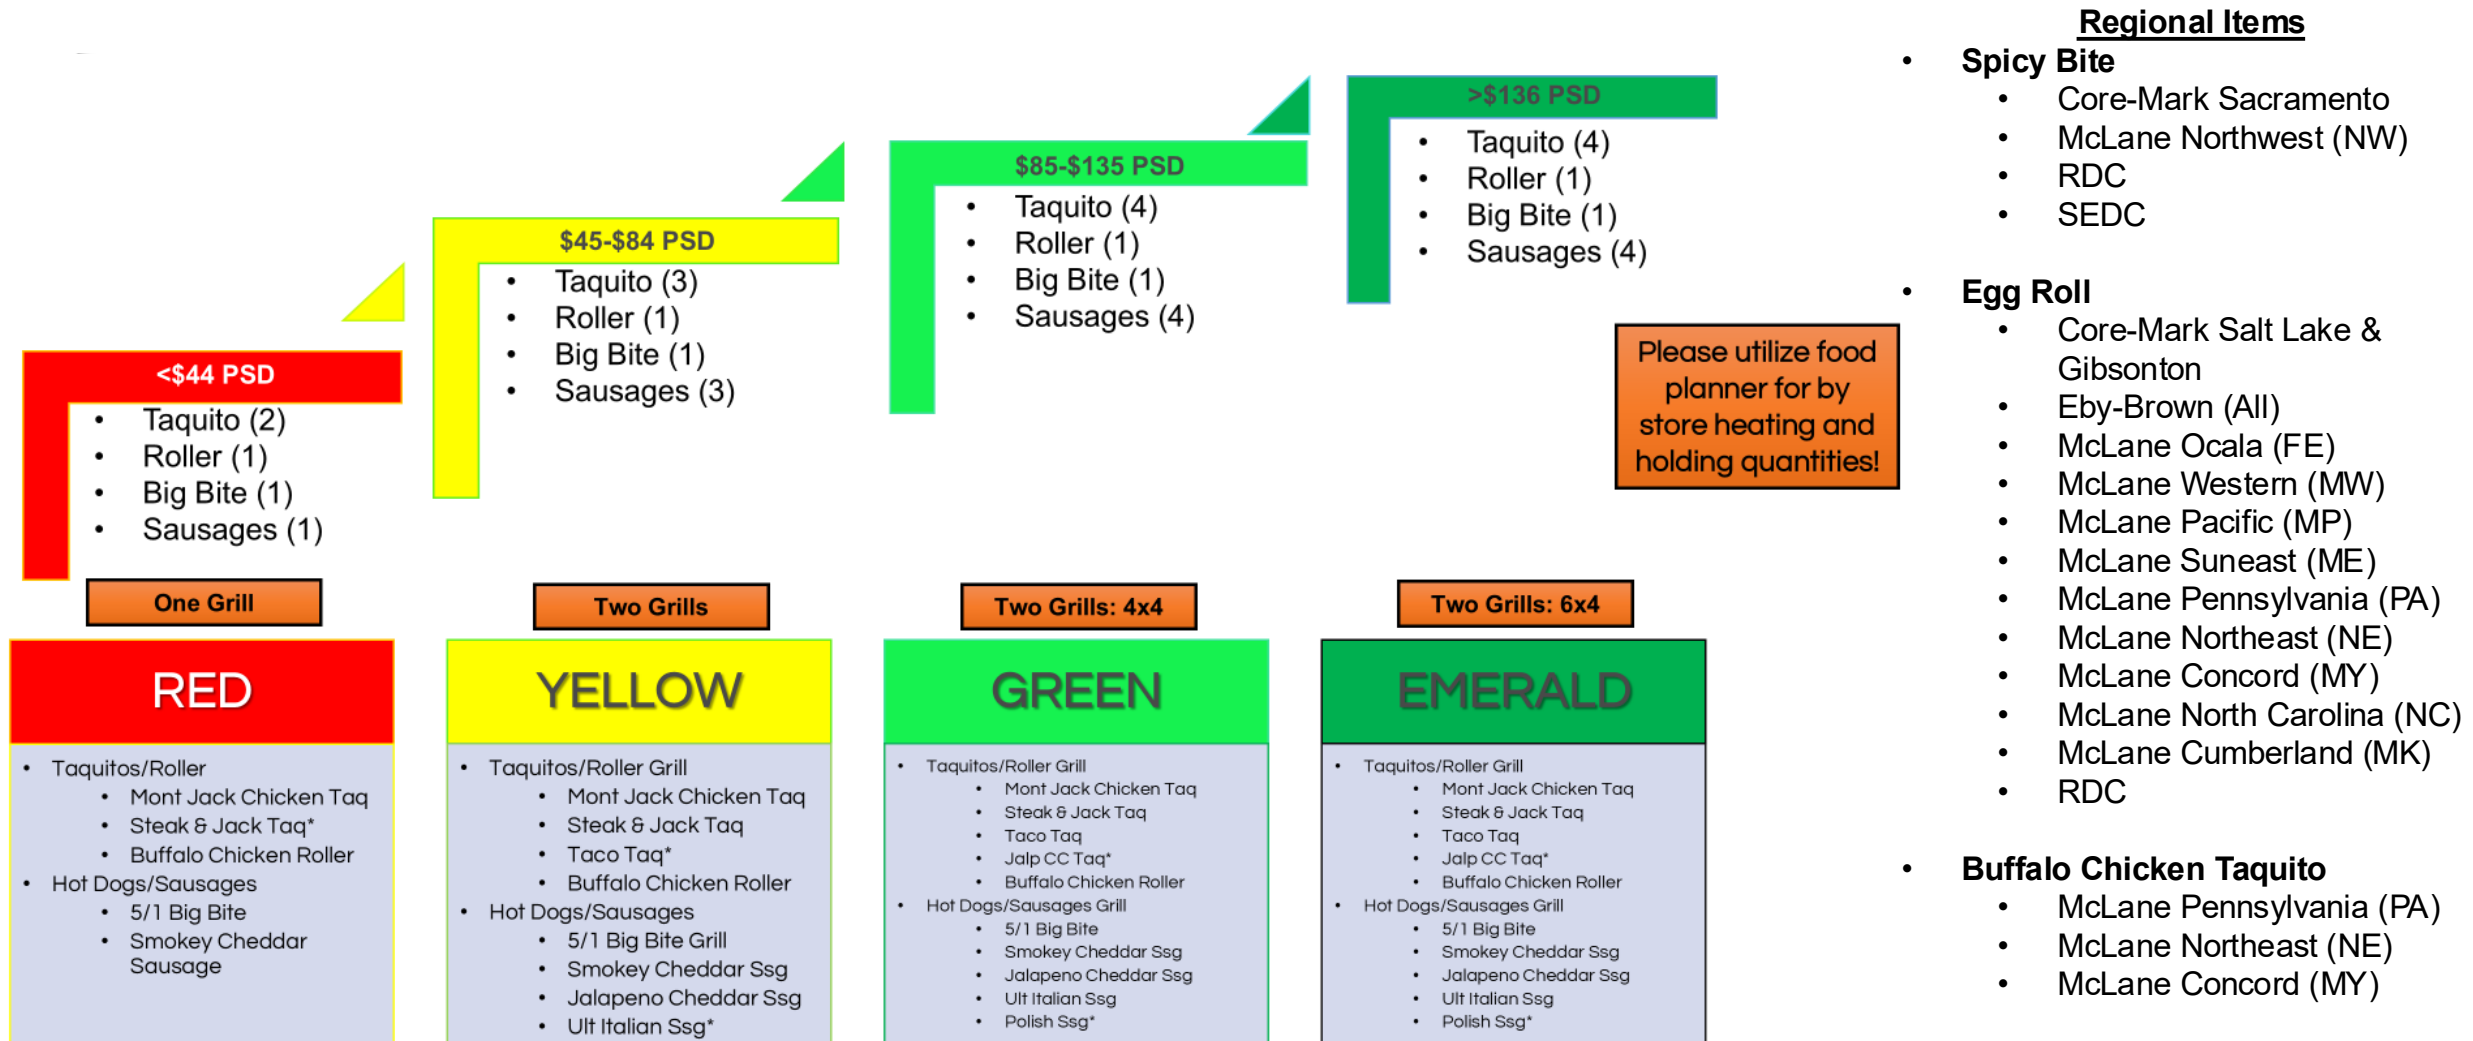 <$44 PSD
• Taquito (2)
• Roller (1)
• Big Bite (1)
• Sausages (1)
$45-$84 PSD
• Taquito (3)
• Roller (1)
• Big Bite (1)
• Sausages (3)
$85-$135 PSD
• Taquito (4)
• Roller (1)
• Big Bite (1)
• Sausages (4)
>$136 PSD
• Taquito (4)
• Roller (1)
• Big Bite (1)
• Sausages (4)
Please utilize food
planner for by
store heating and
holding quantities!
One Grill
RED
• Taquitos/Roller
• Mont Jack Chicken Taq
• Steak & Jack Taq*
• Buffalo Chicken Roller
• Hot Dogs/Sausages
• 5/1 Big Bite
• Smokey Cheddar
Sausage
Two Grills
YELLOW
• Taquitos/Roller Grill
• Mont Jack Chicken Taq
• Steak & Jack Taq
• Taco Taq*
• Buffalo Chicken Roller
• Hot Dogs/Sausages
• 5/1 Big Bite Grill
• Smokey Cheddar Ssg
• Jalapeno Cheddar Ssg
• Ult Italian Ssg*
Two Grills: 4x4
GREEN
• Taquitos/Roller Grill
• Mont Jack Chicken Taq
• Steak & Jack Taq
• Taco Taq
• Jalp CC Taq*
• Buffalo Chicken Roller
• Hot Dogs/Sausages Grill
• 5/1 Big Bite
• Smokey Cheddar Ssg
• Jalapeno Cheddar Ssg
• Ult Italian Ssg
• Polish Ssg*
Two Grills: 6x4
EMERALD
• Taquitos/Roller Grill
• Mont Jack Chicken Taq
• Steak & Jack Taq
• Taco Taq
• Jalp CC Taq*
• Buffalo Chicken Roller
• Hot Dogs/Sausages Grill
• 5/1 Big Bite
• Smokey Cheddar Ssg
• Jalapeno Cheddar Ssg
• Ult Italian Ssg
• Polish Ssg*
Regional Items
• Spicy Bite
• Core-Mark Sacramento
• McLane Northwest (NW)
• RDC
• SEDC
• Egg Roll
• Core-Mark Salt Lake &
Gibsonton
• Eby-Brown (All)
• McLane Ocala (FE)
• McLane Western (MW)
• McLane Pacific (MP)
• McLane Suneast (ME)
• McLane Pennsylvania (PA)
• McLane Northeast (NE)
• McLane Concord (MY)
• McLane North Carolina (NC)
• McLane Cumberland (MK)
• RDC
• Buffalo Chicken Taquito
• McLane Pennsylvania (PA)
• McLane Northeast (NE)
• McLane Concord (MY)